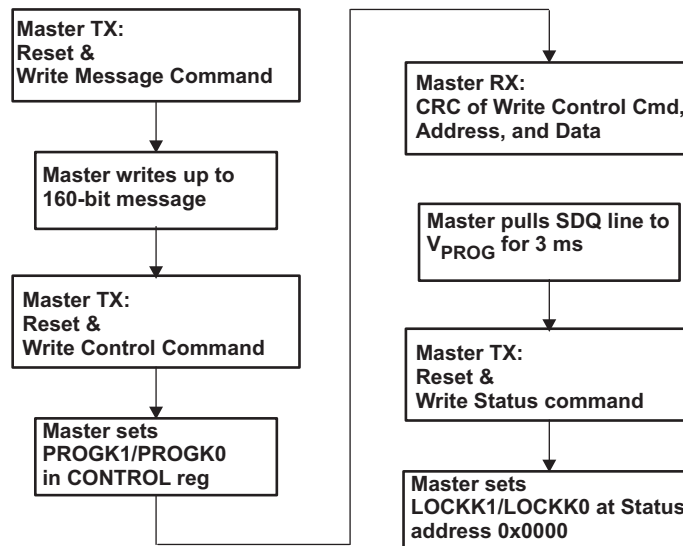 Master TX:
Reset &
Write Message Command
Master writes up to
160-bit message
Master TX:
Reset &
Write Control Command
Master sets
PROGK1/PROGK0
in CONTROL reg
Master RX:
CRC of Write Control Cmd,
Address, and Data
Master pulls SDQ line to
VPROG for 3 ms
Master TX:
Reset &
Write Status command
Master sets
LOCKK1/LOCKK0 at Status
address 0x0000